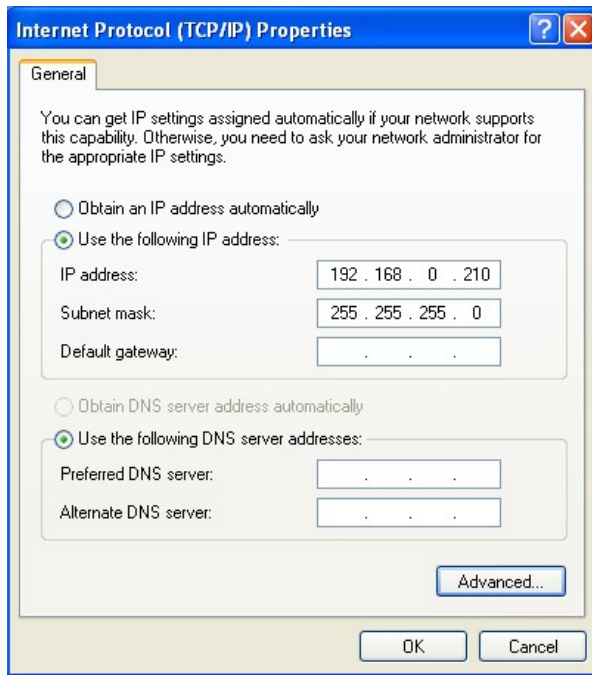 Internet Protocol (TCP/IP) Properties
General
You can get IP settings assigned automatically if your network supports
this capability. Otherwise, you need to ask your network administrator for
the appropriate IP settings.
Obtain an IP address automatically
Use the following IP address:
IP address: 192 . 168 . 0 . 210
Subnet mask: 255 . 255 . 255 . 0
Default gateway: . . .
Obtain DNS server address automatically
Use the following DNS server addresses:
Preferred DNS server: . . .
Alternate DNS server: . . .
Advanced...
OK Cancel